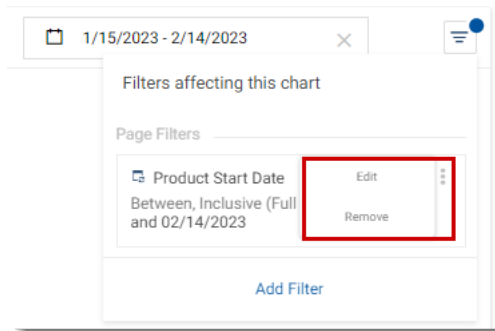 1/15/2023 - 2/14/2023
Filters affecting this chart
Page Filters
Product Start Date
Between, Inclusive (Full
and 02/14/2023
Edit
Remove
Add Filter